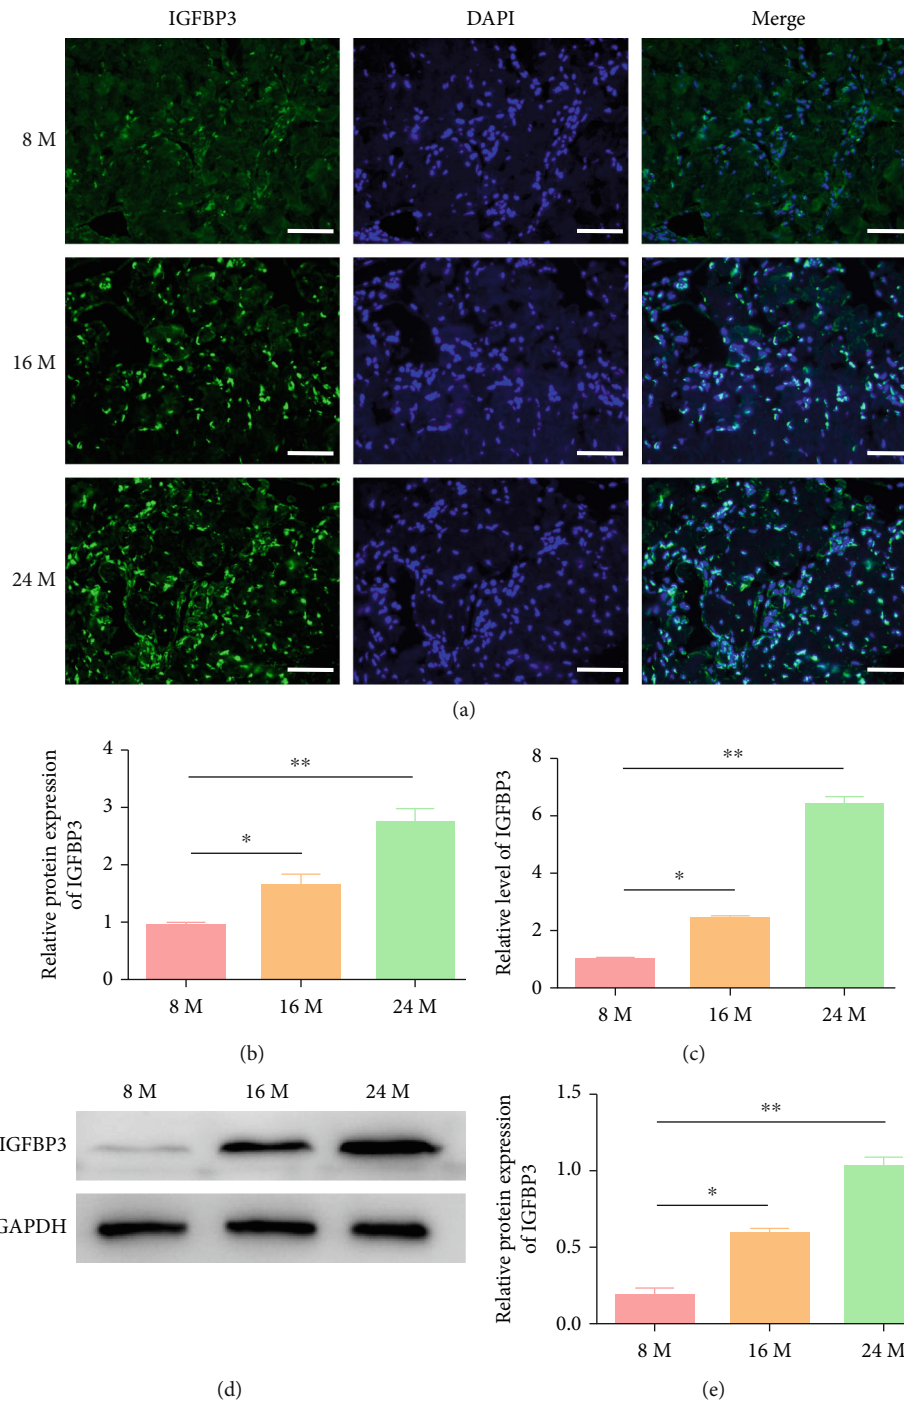 IGFBP3 DAPI Merge
8 M
16 M
24 M
(a)
Relative protein expression
of IGFBP3
4
3
2
1
0
**
*
8 M 16 M 24 M
(b)
Relative level of IGFBP3
8
6
4
2
0
**
*
8 M 16 M 24 M
(c)
8 M 16 M 24 M
IGFBP3
GAPDH
(d)
Relative protein expression
of IGFBP3
1.5
1.0
0.5
0.0
**
*
8 M 16 M 24 M
(e)